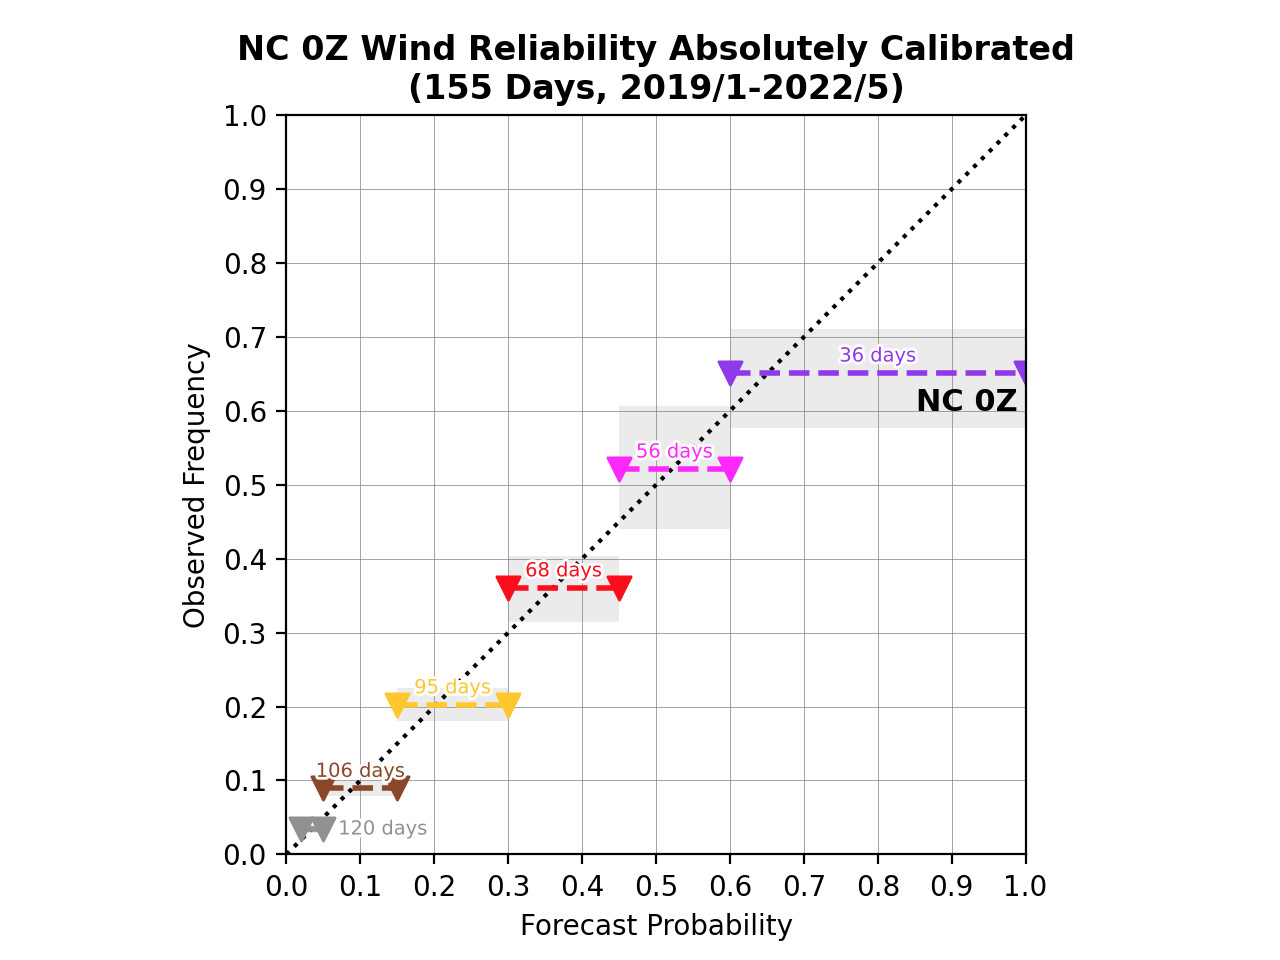 NC 0Z Wind Reliability Absolutely Calibrated
(155 Days, 2019/1-2022/5)
1.0
0.9
0.8
0.7
0.6
0.5
0.4
0.3
0.2
0.1
0.0
Observed Frequency
36 days
NC 0Z
56 days
68 days
95 days
106 days
120 days
0.0 0.1 0.2 0.3 0.4 0.5 0.6 0.7 0.8 0.9 1.0
Forecast Probability